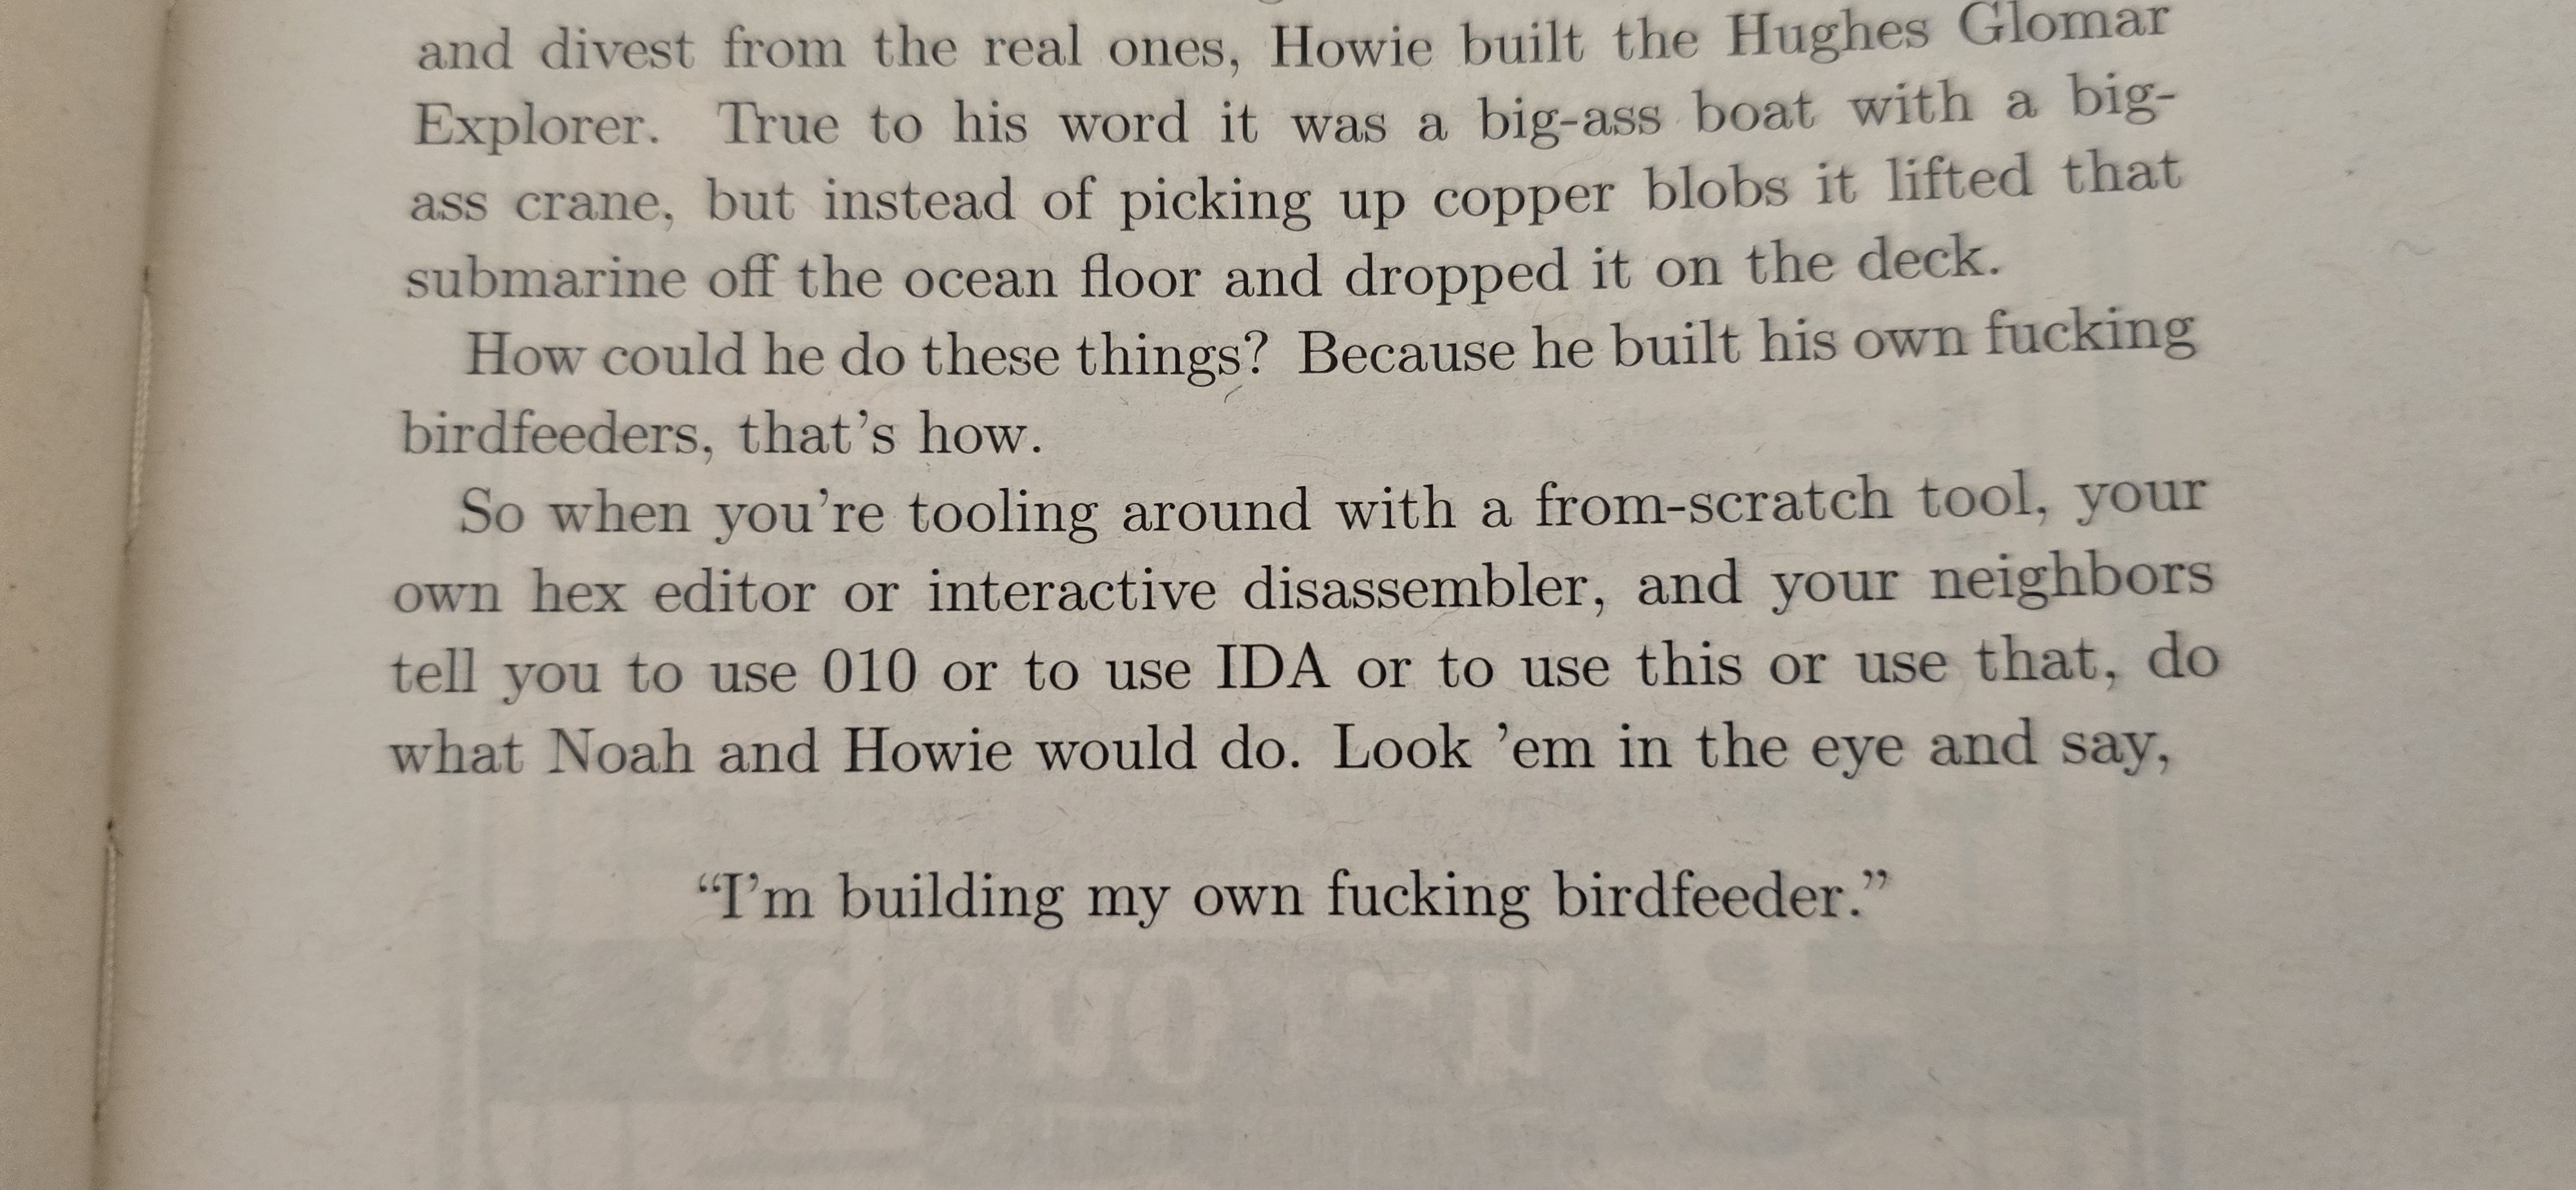 and divest from the real ones, Howie built the Hughes Glomar
Explorer. True to his word it was a big-ass boat with a big-
ass crane, but instead of picking up copper blobs it lifted that
submarine off the ocean floor and dropped it on the deck.
How could he do these things? Because he built his own fucking
birdfeeders, that's how.
So when you're tooling around with a from-scratch tool, your
own hex editor or interactive disassembler, and your neighbors
tell you to use 010 or to use IDA or to use this or use that, do
what Noah and Howie would do. Look 'em in the eye and say,
“I'm building my own fucking birdfeeder.”